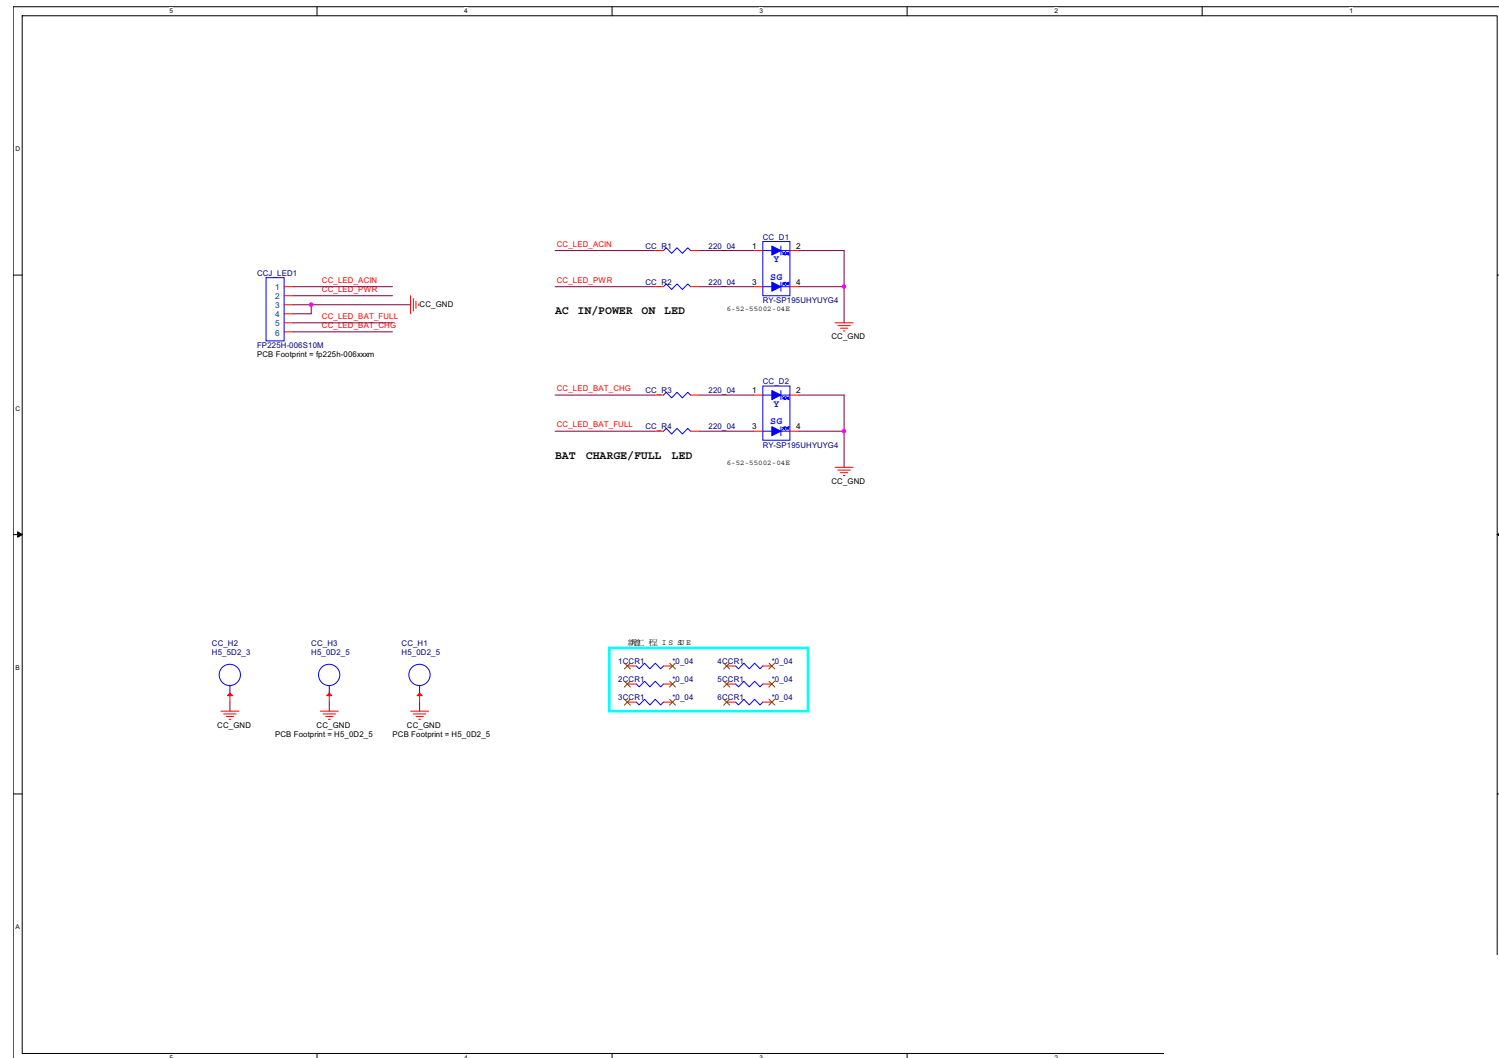 5 4 3 2 1
D
CC_LED_ACIN CC_R1 220_04 1 CC_D1 2
Y
CC_LED_PWR CC_R2 220_04 3 SG 4
RY-SP195UHYUYG4
AC IN/POWER ON LED 6-52-55002-04E
CC_GND
CCJ_LED1
1 CC_LED_ACIN
2 CC_LED_PWR
3 CC_GND
4
5 CC_LED_BAT_FULL
6 CC_LED_BAT_CHG
FP225H-006S10M
PCB Footprint = fp225h-006xxxm
C
CC_LED_BAT_CHG CC_R3 220_04 1 CC_D2 2
Y
CC_LED_BAT_FULL CC_R4 220_04 3 SG 4
RY-SP195UHYUYG4
BAT CHARGE/FULL LED 6-52-55002-04E
CC_GND
B
CC_H2 CC_H3 CC_H1
H5_5D2_3 H5_0D2_5 H5_0D2_5
CC_GND CC_GND CC_GND
PCB Footprint = H5_0D2_5 PCB Footprint = H5_0D2_5
程
1CCR1 *0_04 4CCR1 *0_04
2CCR1 *0_04 5CCR1 *0_04
3CCR1 *0_04 6CCR1 *0_04
A
5 4 3 2